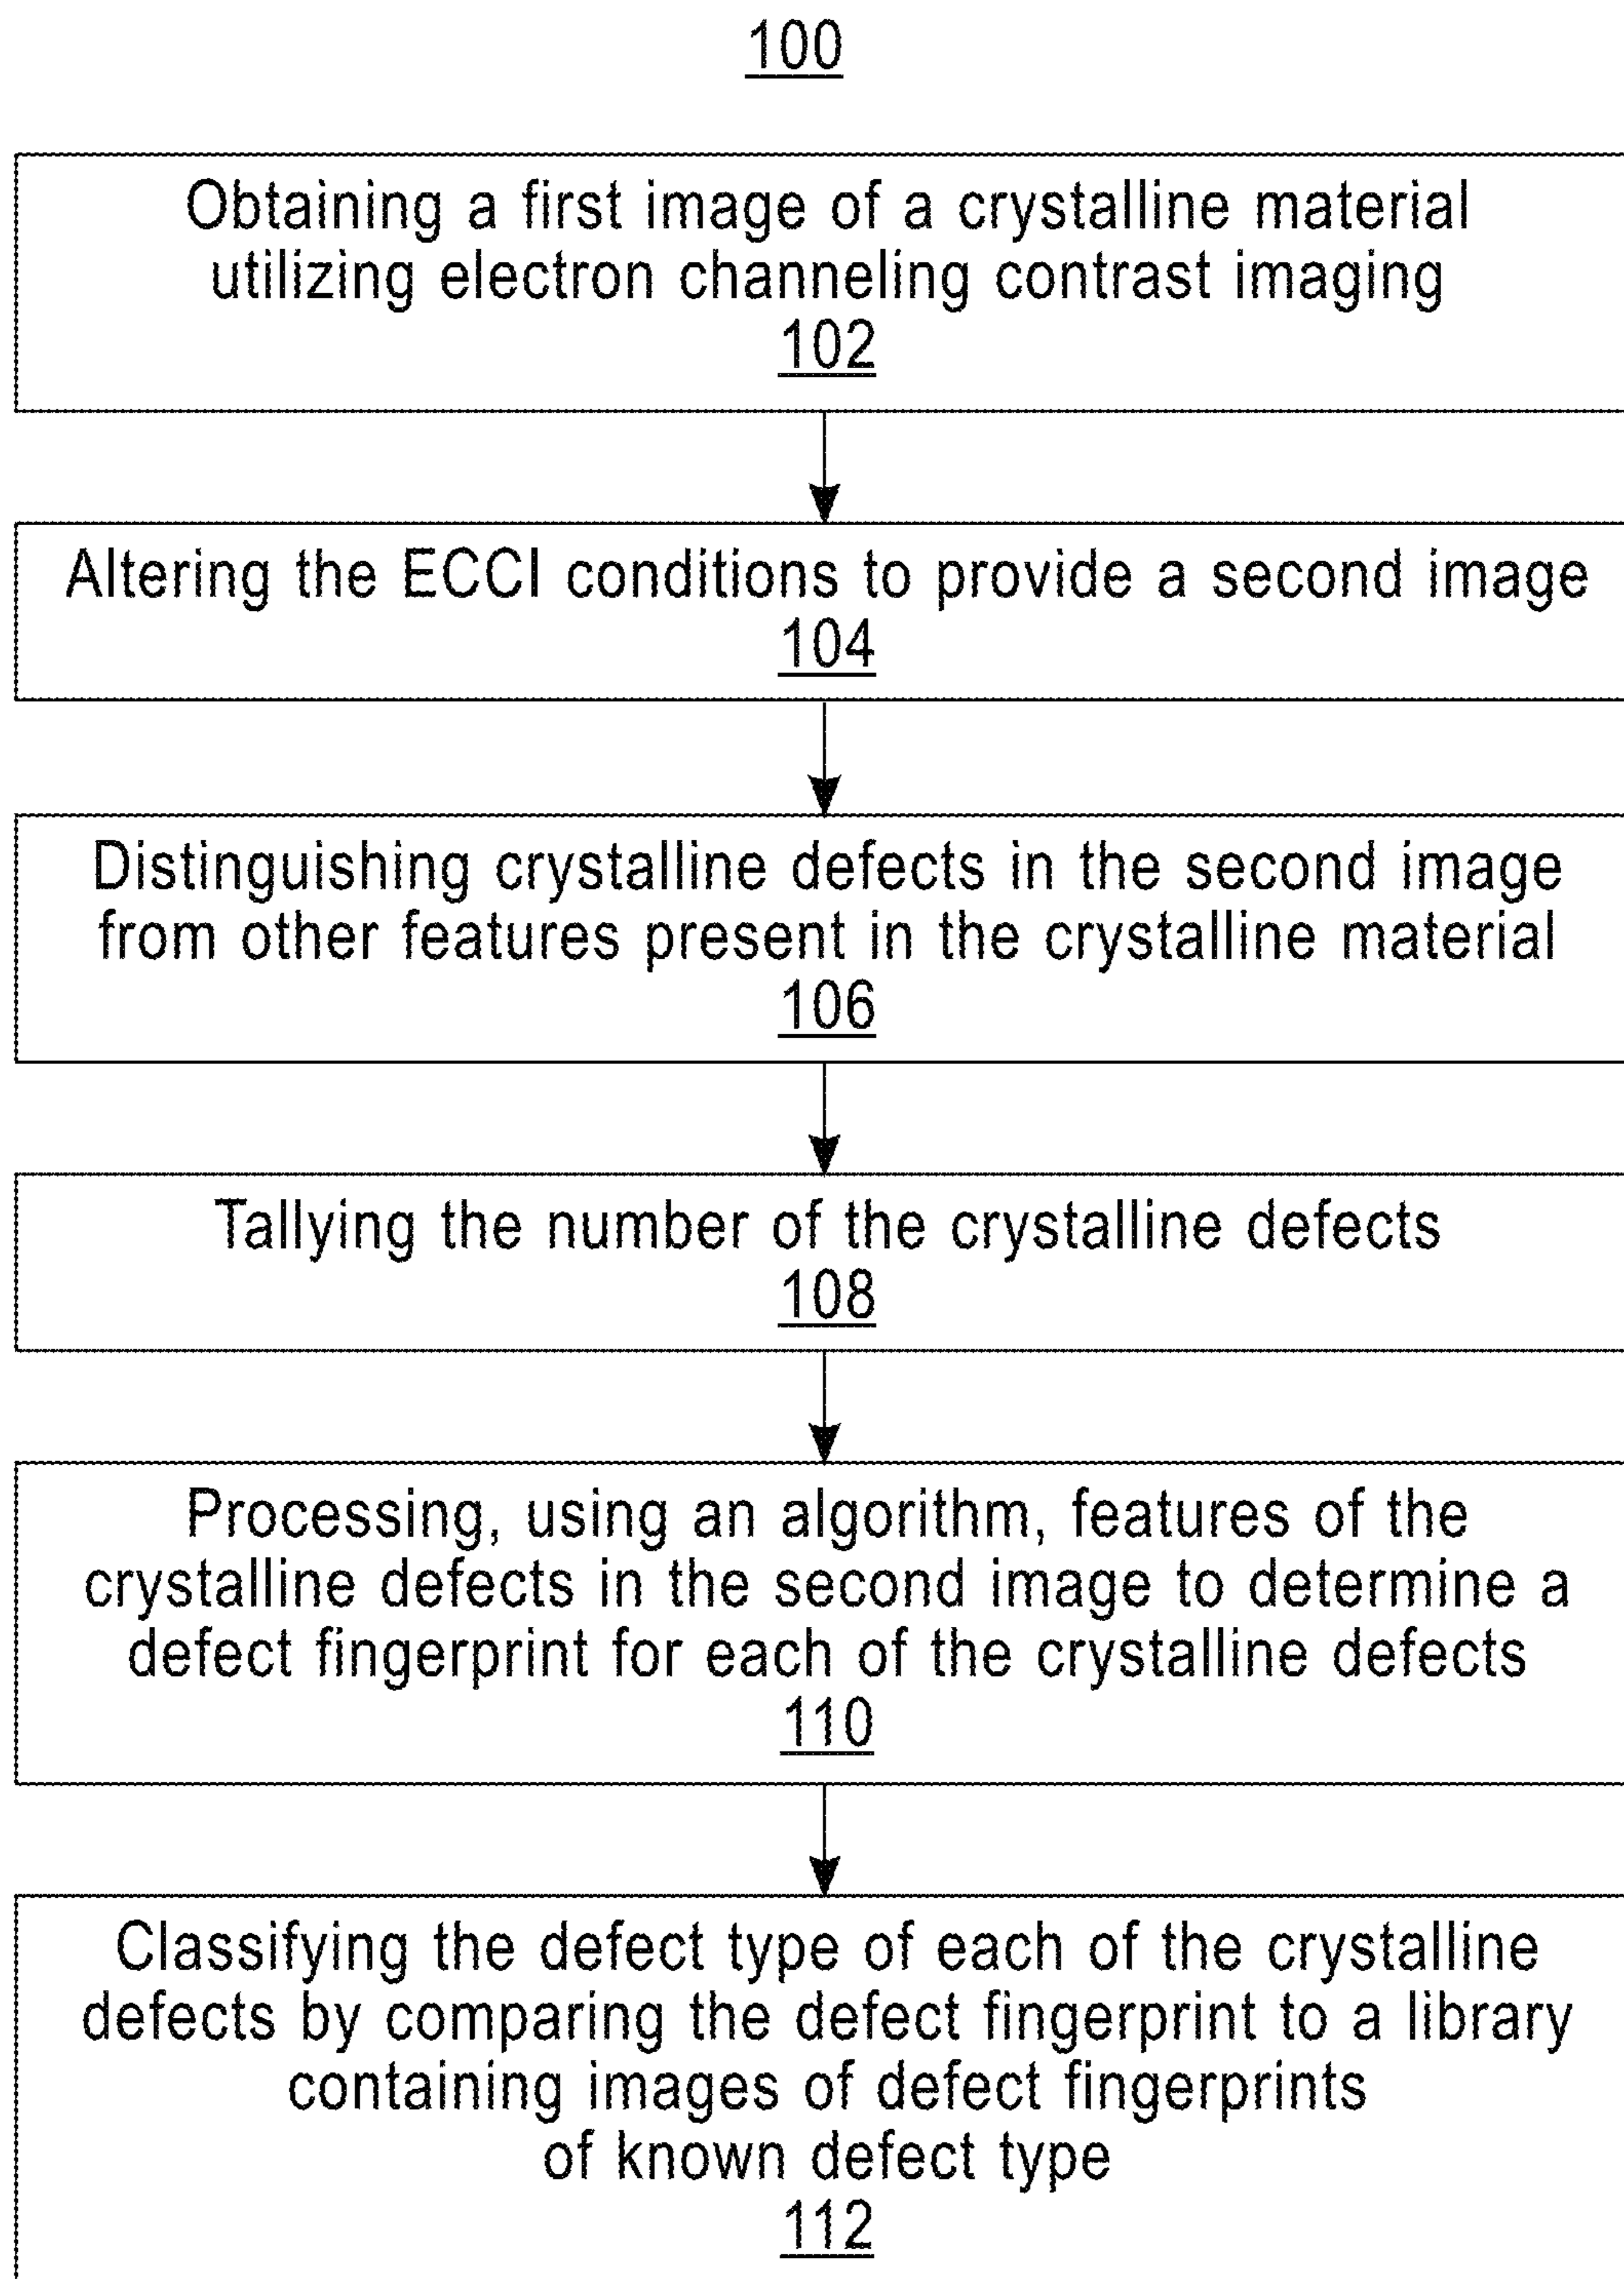 100
Obtaining a first image of a crystalline material
utilizing electron channeling contrast imaging
102
Altering the ECCI conditions to provide a second image
104
Distinguishing crystalline defects in the second image
from other features present in the crystalline material
106
Tallying the number of the crystalline defects
108
Processing, using an algorithm, features of the
crystalline defects in the second image to determine a
defect fingerprint for each of the crystalline defects
110
Classifying the defect type of each of the crystalline
defects by comparing the defect fingerprint to a library
containing images of defect fingerprints
of known defect type
112